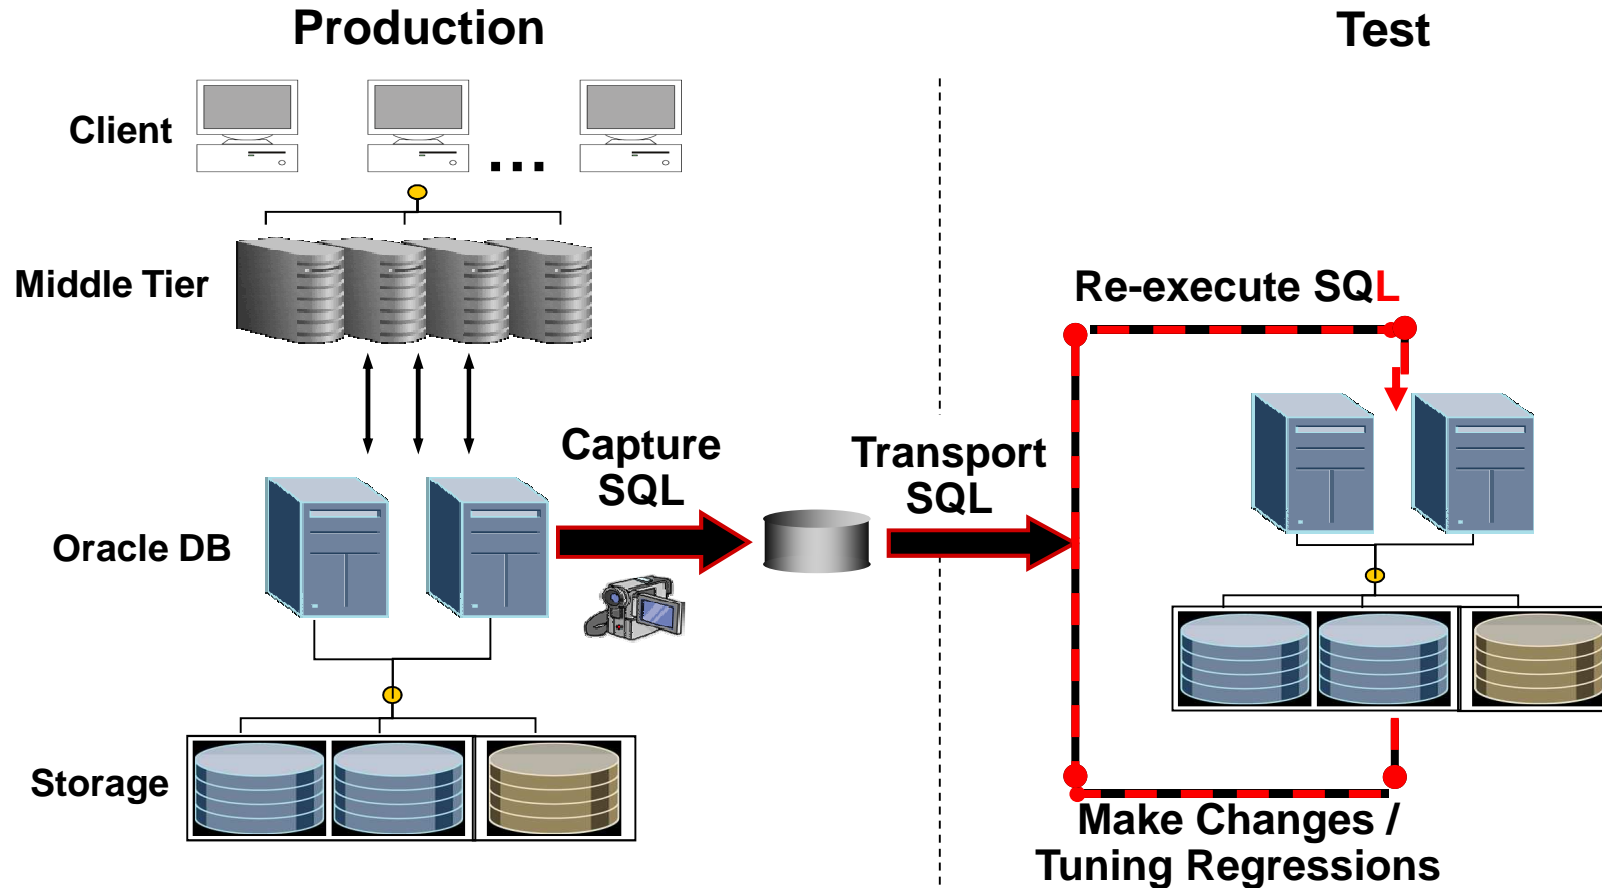 Production
Test
Client
Middle Tier
Re-execute SQL
Capture
SQL
Transport
SQL
Oracle DB
Storage
Make Changes /
Tuning Regressions
...